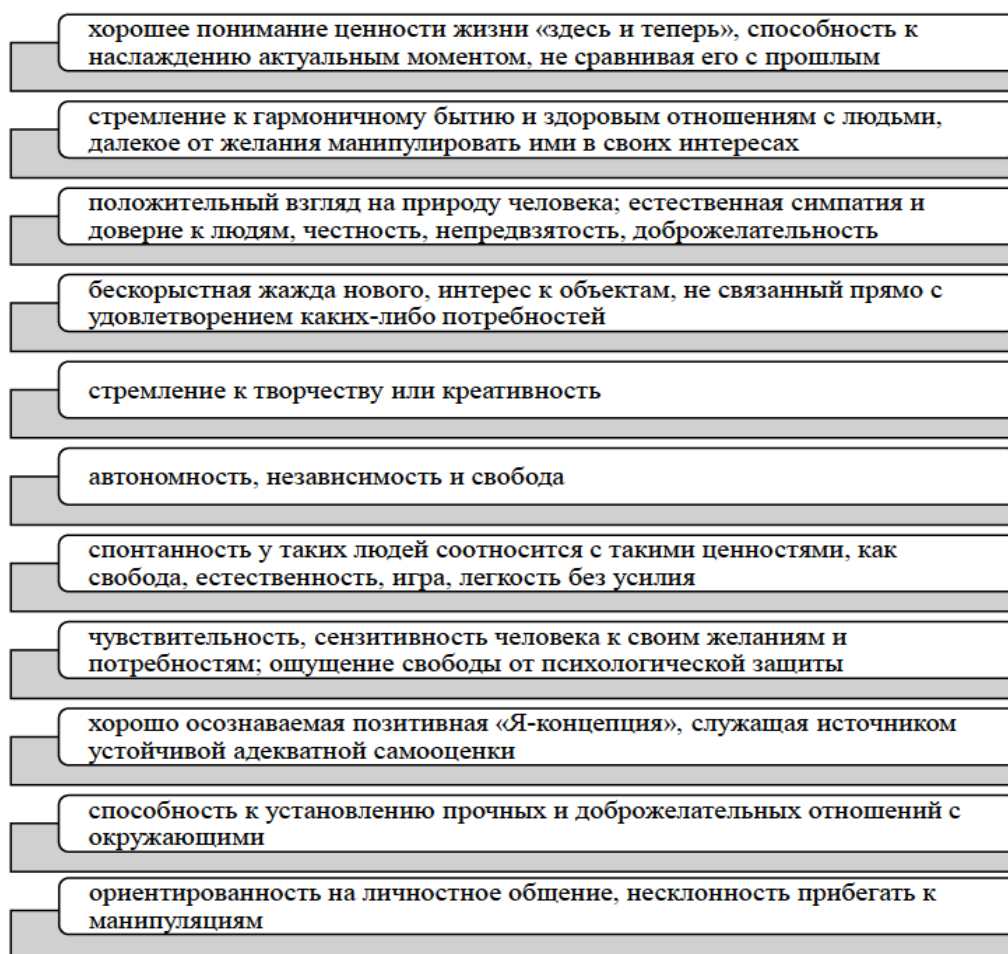 хорошее понимание ценности жизни «здесь и теперь», способность к
наслаждению актуальным моментом, не сравнивая его с прошлым
стремление к гармоничному бытию и здоровым отношениям с людьми,
далекое от желания манипулировать ими в своих интересах
положительный взгляд на природу человека; естественная симпатия и
доверие к людям, честность, непредвзятость, доброжелательность
бескорыстная жажда нового, интерес к объектам, не связанный прямо с
удовлетворением каких-либо потребностей
стремление к творчеству или креативность
автономность, независимость и свобода
спонтанность у таких людей соотносится с такими ценностями, как
свобода, естественность, игра, легкость без усилия
чувствительность, сензитивность человека к своим желаниям и
потребностям; ощущение свободы от психологической защиты
хорошо осознаваемая позитивная «Я-концепция», служащая источником
устойчивой адекватной самооценки
способность к установлению прочных и доброжелательных отношений с
окружающими
ориентированность на личностное общение, несклонность прибегать к
манипуляциям